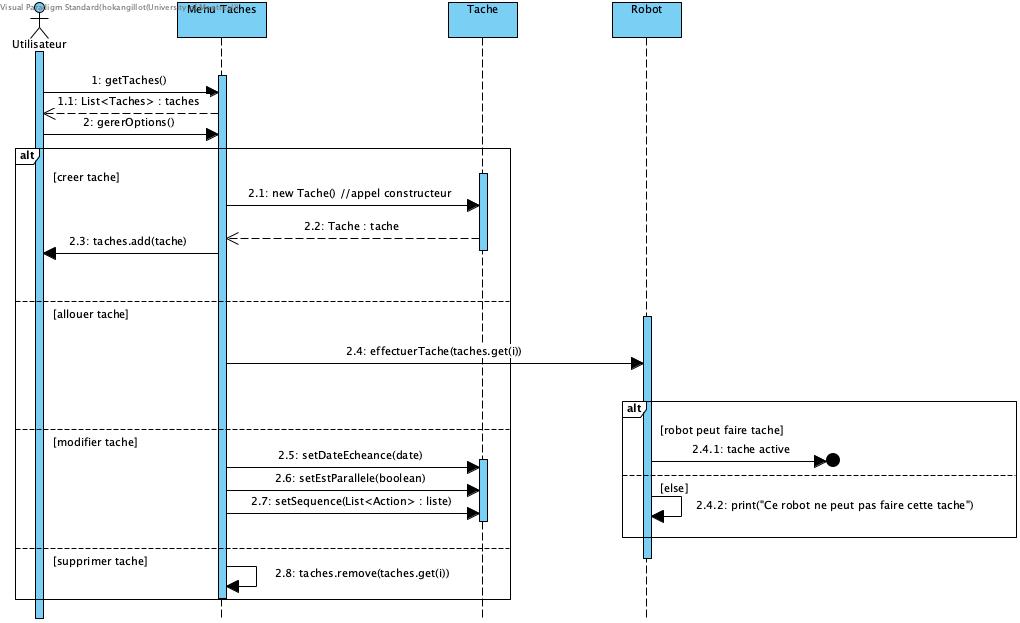 Visual Paradigm Standard(hokangillot(University
Menu Taches
Tache
Robot
Utilisateur
1: getTaches()
1.1: List<Taches> : taches
2: gererOptions()
alt
[creer tache]
2.1: new Tache() //appel constructeur
2.2: Tache : tache
2.3: taches.add(tache)
[allouer tache]
2.4: effectuerTache(taches.get(i))
alt
[robot peut faire tache]
2.4.1: tache active
[else]
2.4.2: print("Ce robot ne peut pas faire cette tache")
[modifier tache]
2.5: setDateEcheance(date)
2.6: setEstParallele(boolean)
2.7: setSequence(List<Action> : liste)
[supprimer tache]
2.8: taches.remove(taches.get(i))